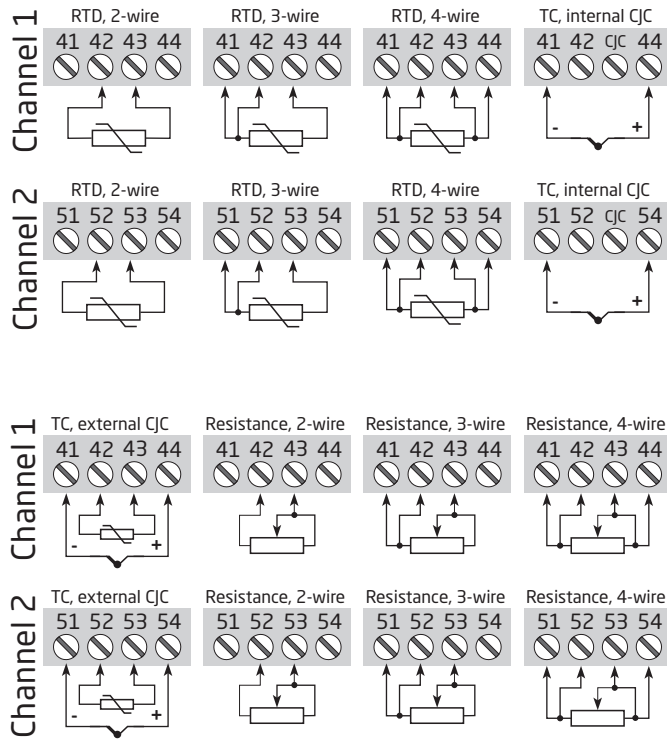 Channel 1
RTD, 2-wire
41 42 43 44
RTD, 3-wire
41 42 43 44
RTD, 4-wire
41 42 43 44
TC, internal CJC
41 42 CJC 44
- +
Channel 2
RTD, 2-wire
51 52 53 54
RTD, 3-wire
51 52 53 54
RTD, 4-wire
51 52 53 54
TC, internal CJC
51 52 CJC 54
- +
Channel 1
TC, external CJC
41 42 43 44
- +
Resistance, 2-wire
41 42 43 44
Resistance, 3-wire
41 42 43 44
Resistance, 4-wire
41 42 43 44
Channel 2
TC, external CJC
51 52 53 54
- +
Resistance, 2-wire
51 52 53 54
Resistance, 3-wire
51 52 53 54
Resistance, 4-wire
51 52 53 54